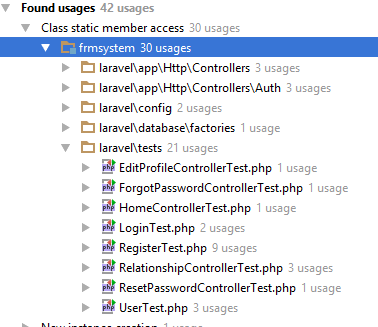 Found usages 42 usages
Class static member access 30 usages
frmsystem 30 usages
laravel\app\Http\Controllers 3 usages
laravel\app\Http\Controllers\Auth 3 usages
laravel\config 2 usages
laravel\database\factories 1 usage
laravel\tests 21 usages
EditProfileControllerTest.php 1 usage
ForgotPasswordControllerTest.php 1 usage
HomeControllerTest.php 1 usage
LoginTest.php 2 usages
RegisterTest.php 9 usages
RelationshipControllerTest.php 3 usages
ResetPasswordControllerTest.php 1 usage
UserTest.php 3 usages
New instance creation 1 usage